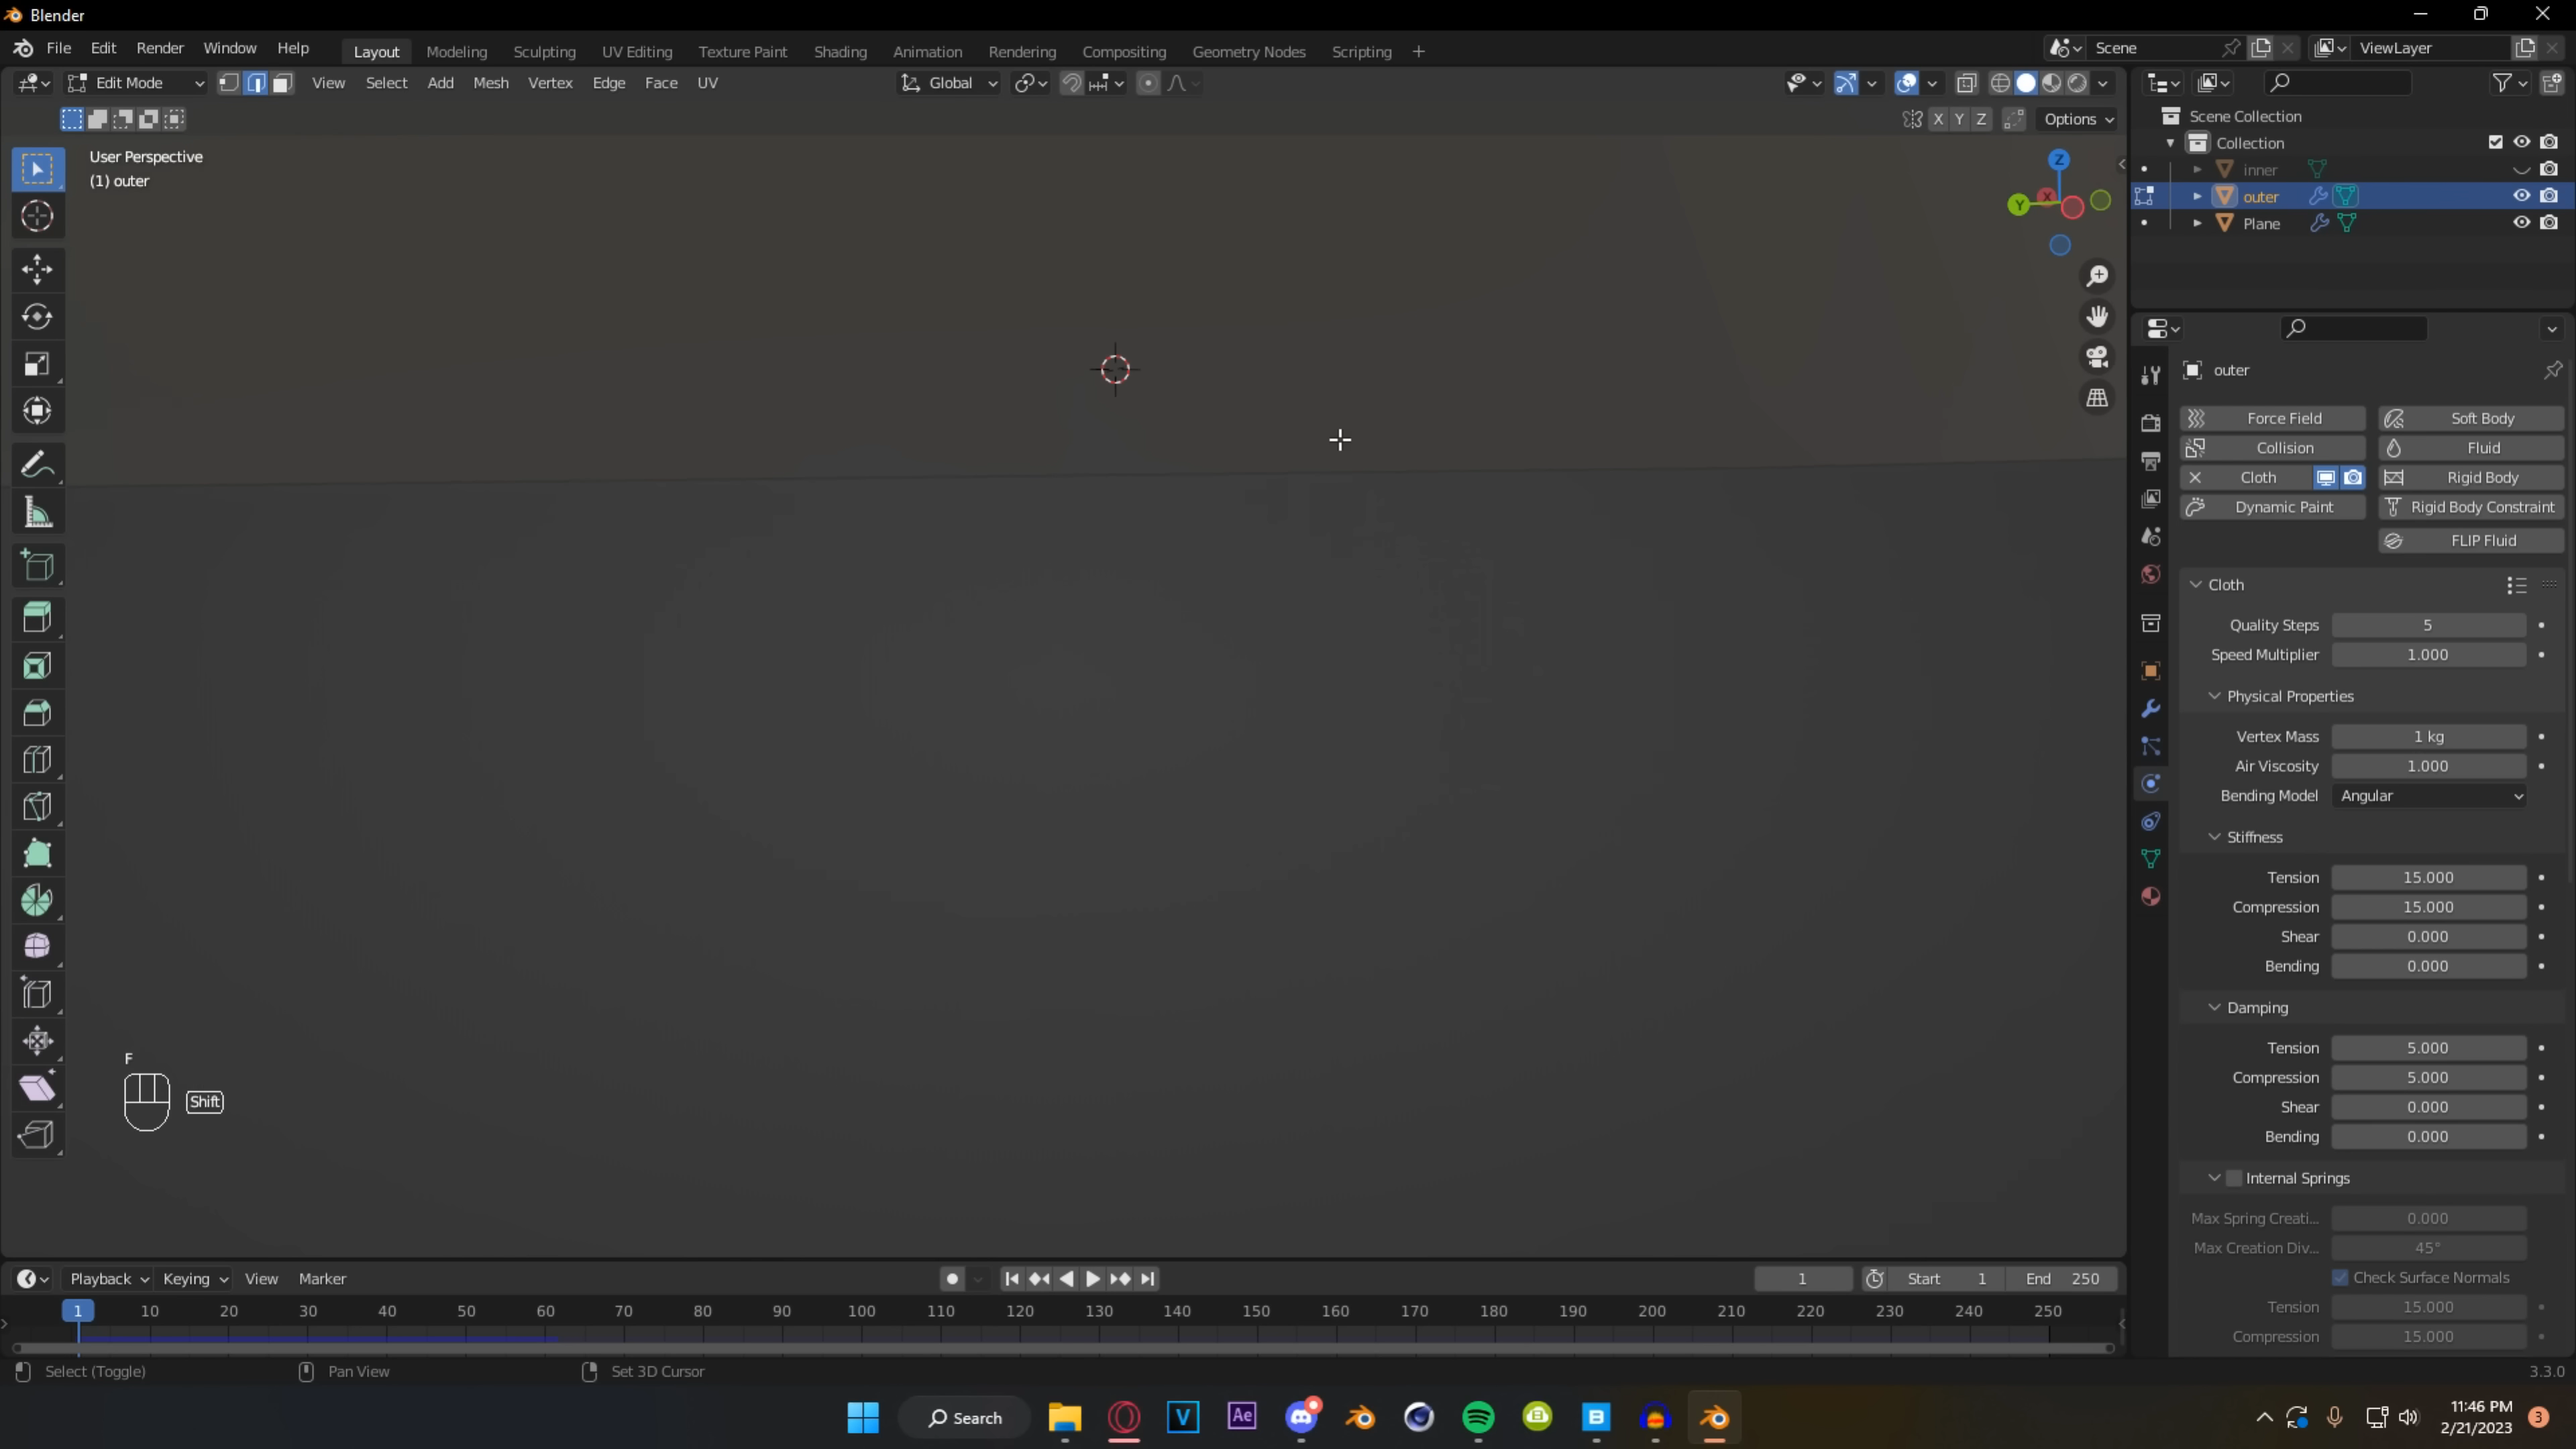 Blender
File Edit Render Window Help Layout Modeling Sculpting UV Editing Texture Paint Shading Animation Rendering Compositing Geometry Nodes Scripting + Scene ViewLayer
Edit Mode View Select Add Mesh Vertex Edge Face UV Global
X Y Z Options
User Perspective
(1) outer
Z
Y X
Scene Collection
Collection
inner
outer
Plane
outer
Force Field Soft Body
Collision Fluid
Cloth Rigid Body
Dynamic Paint Rigid Body Constraint
FLIP Fluid
Cloth
Quality Steps 5
Speed Multiplier 1.000
Physical Properties
Vertex Mass 1 kg
Air Viscosity 1.000
Bending Model Angular
Stiffness
Tension 15.000
Compression 15.000
Shear 0.000
Bending 0.000
Damping
Tension 5.000
Compression 5.000
Shear 0.000
Bending 0.000
Internal Springs
Max Spring Creati... 0.000
Max Creation Div... 45°
Check Surface Normals
Tension 15.000
Compression 15.000
F
Shift
Playback Keying View Marker 1 Start 1 End 250
1 10 20 30 40 50 60 70 80 90 100 110 120 130 140 150 160 170 180 190 200 210 220 230 240 250
Select (Toggle) Pan View Set 3D Cursor 3.3.0
Search V Ae B 11:46 PM 3
2/21/2023